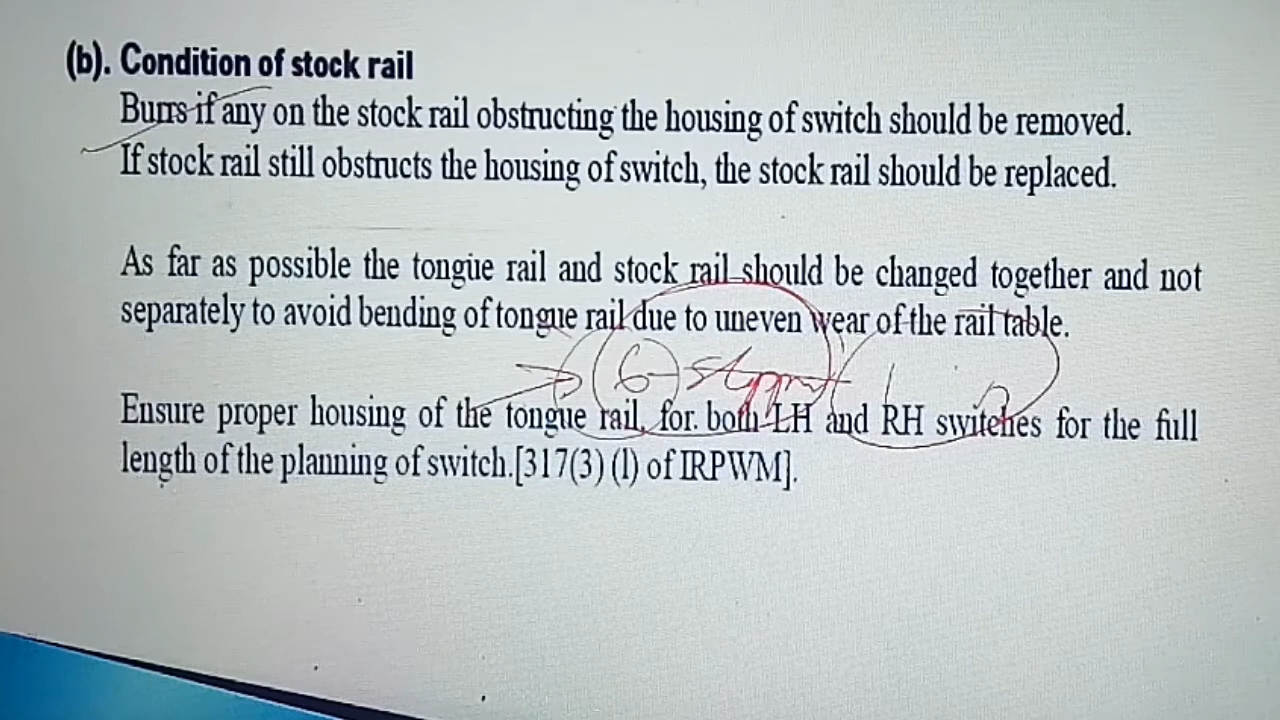 (b). Condition of stock rail
Burrs if any on the stock rail obstructing the housing of switch should be removed.
If stock rail still obstructs the housing of switch, the stock rail should be replaced.
As far as possible the tongue rail and stock rail should be changed together and not
separately to avoid bending of tongue rail due to uneven wear of the rail table.
6
Ensure proper housing of the tongue rail, for. both LH and RH switches for the full
length of the planning of switch.[317(3) (l) of IRPWM].